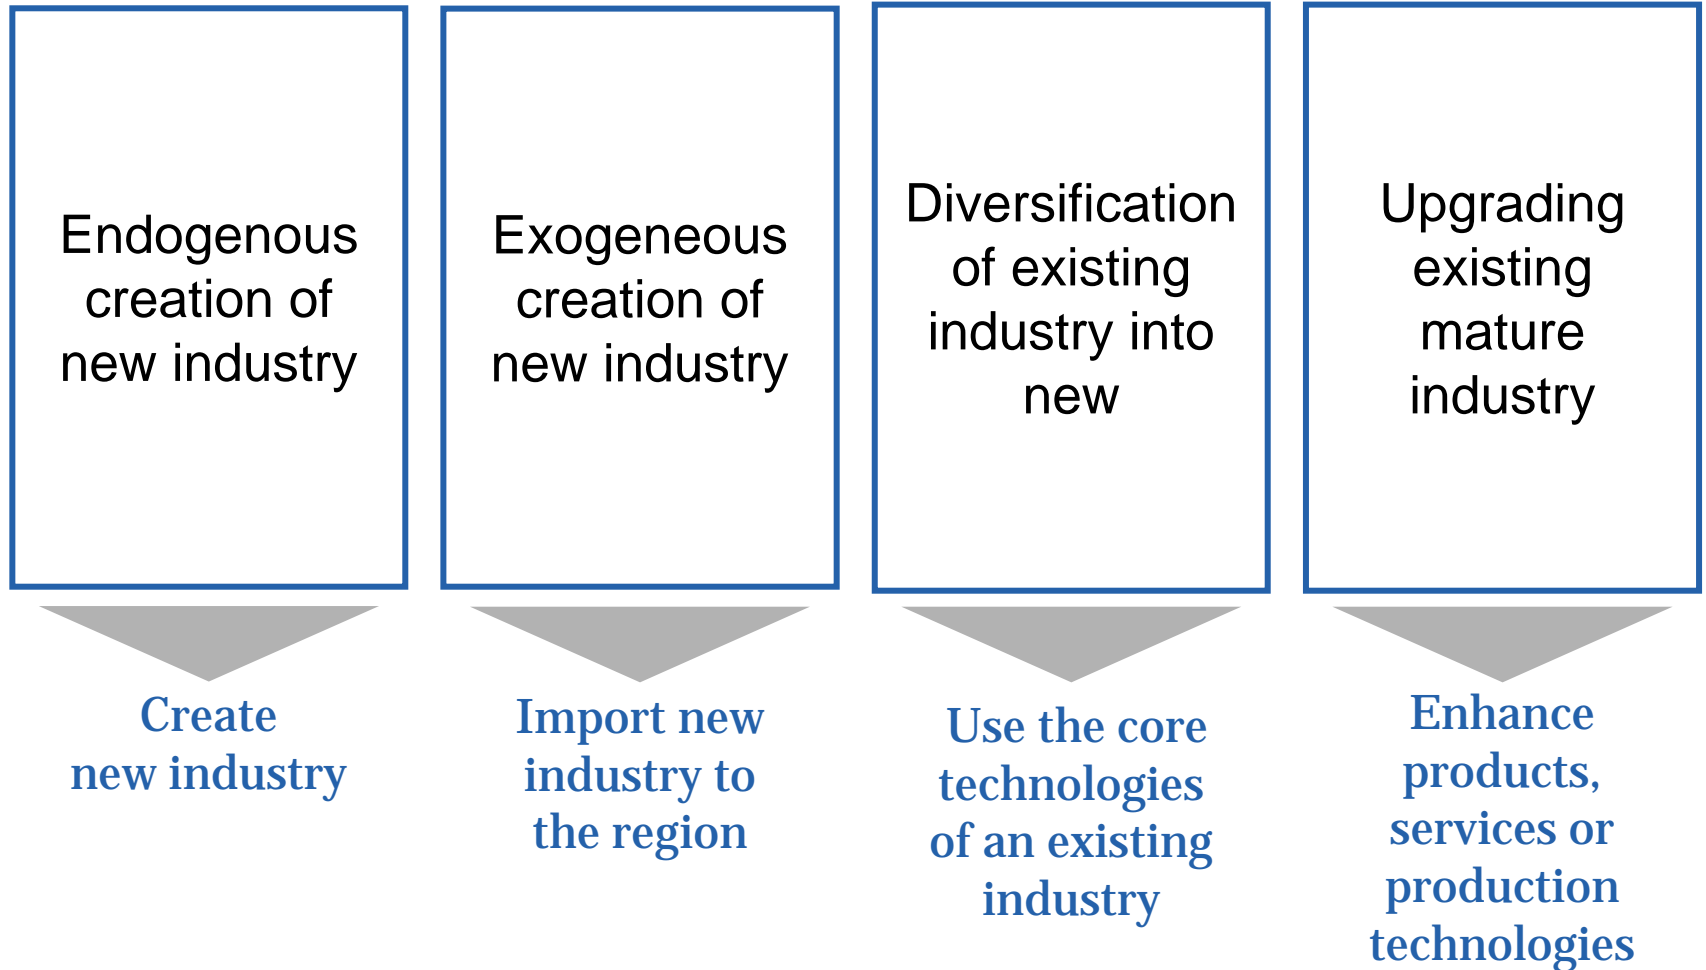 Endogenous
creation of
new industry
Exogeneous
creation of
new industry
Diversification
of existing
industry into
new
Upgrading
existing
mature
industry
Create
new industry
Import new
industry to
the region
Use the core
technologies
of an existing
industry
Enhance
products,
services or
production
technologies